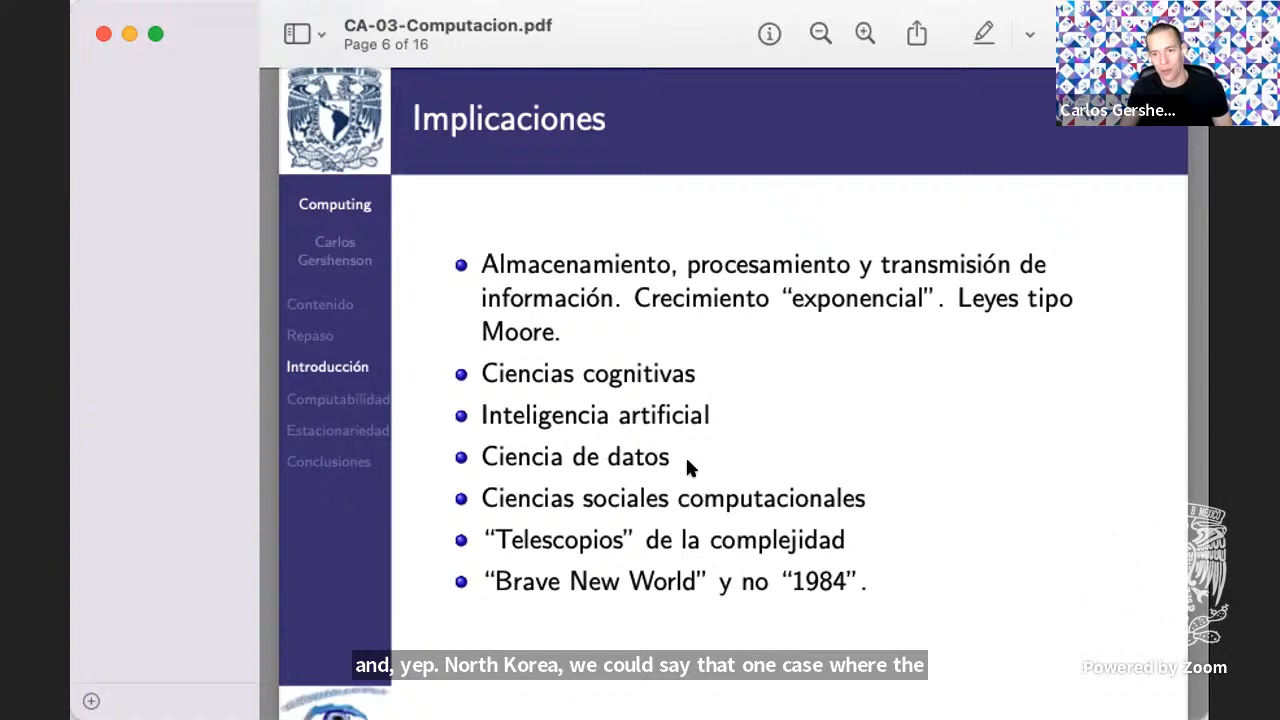 CA-03-Computacion.pdf
Page 6 of 16
Carlos Gershe...
Implicaciones
Computing
Carlos
Gershenson
Contenido
Repaso
Introducción
Computabilidad
Estacionariedad
Conclusiones
Almacenamiento, procesamiento y transmisión de
información. Crecimiento “exponencial”. Leyes tipo
Moore.
Ciencias cognitivas
Inteligencia artificial
Ciencia de datos
Ciencias sociales computacionales
“Telescopios” de la complejidad
“Brave New World” y no “1984”.
and, yep. North Korea, we could say that one case where the
Powered by Zoom